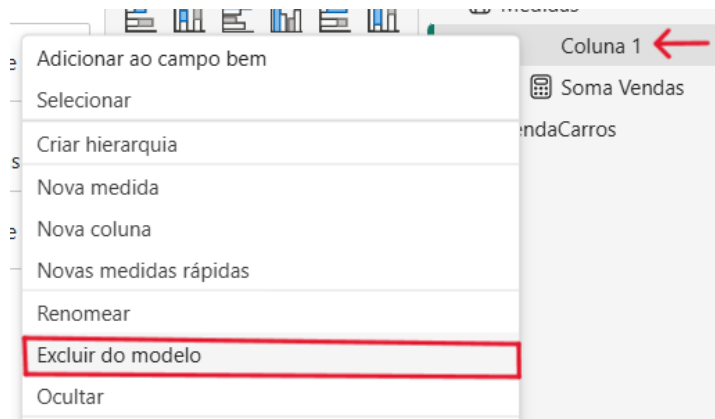 Medidas
Coluna 1
Soma Vendas
endaCarros
Adicionar ao campo bem
Selecionar
Criar hierarquia
Nova medida
Nova coluna
Novas medidas rápidas
Renomear
Excluir do modelo
Ocultar